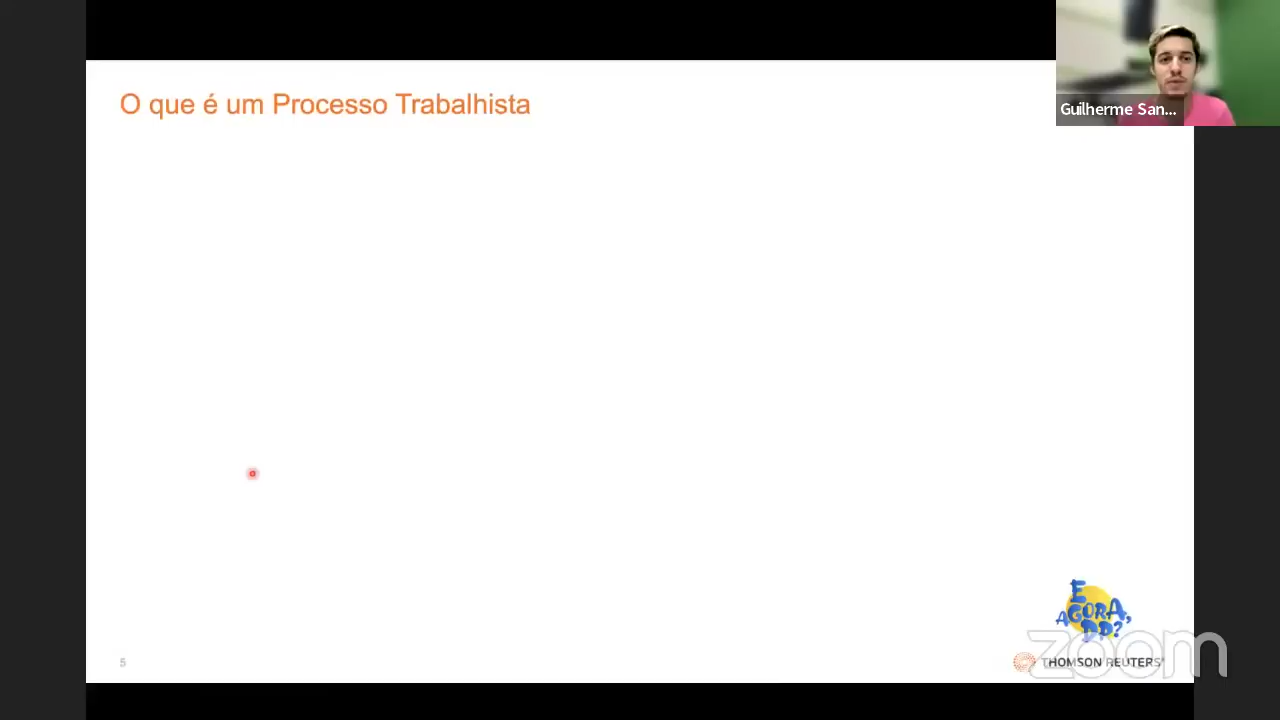 O que é um Processo Trabalhista
Guilherme San...
E
AGORA,
DP?
5
THOMSON REUTERS
zoom